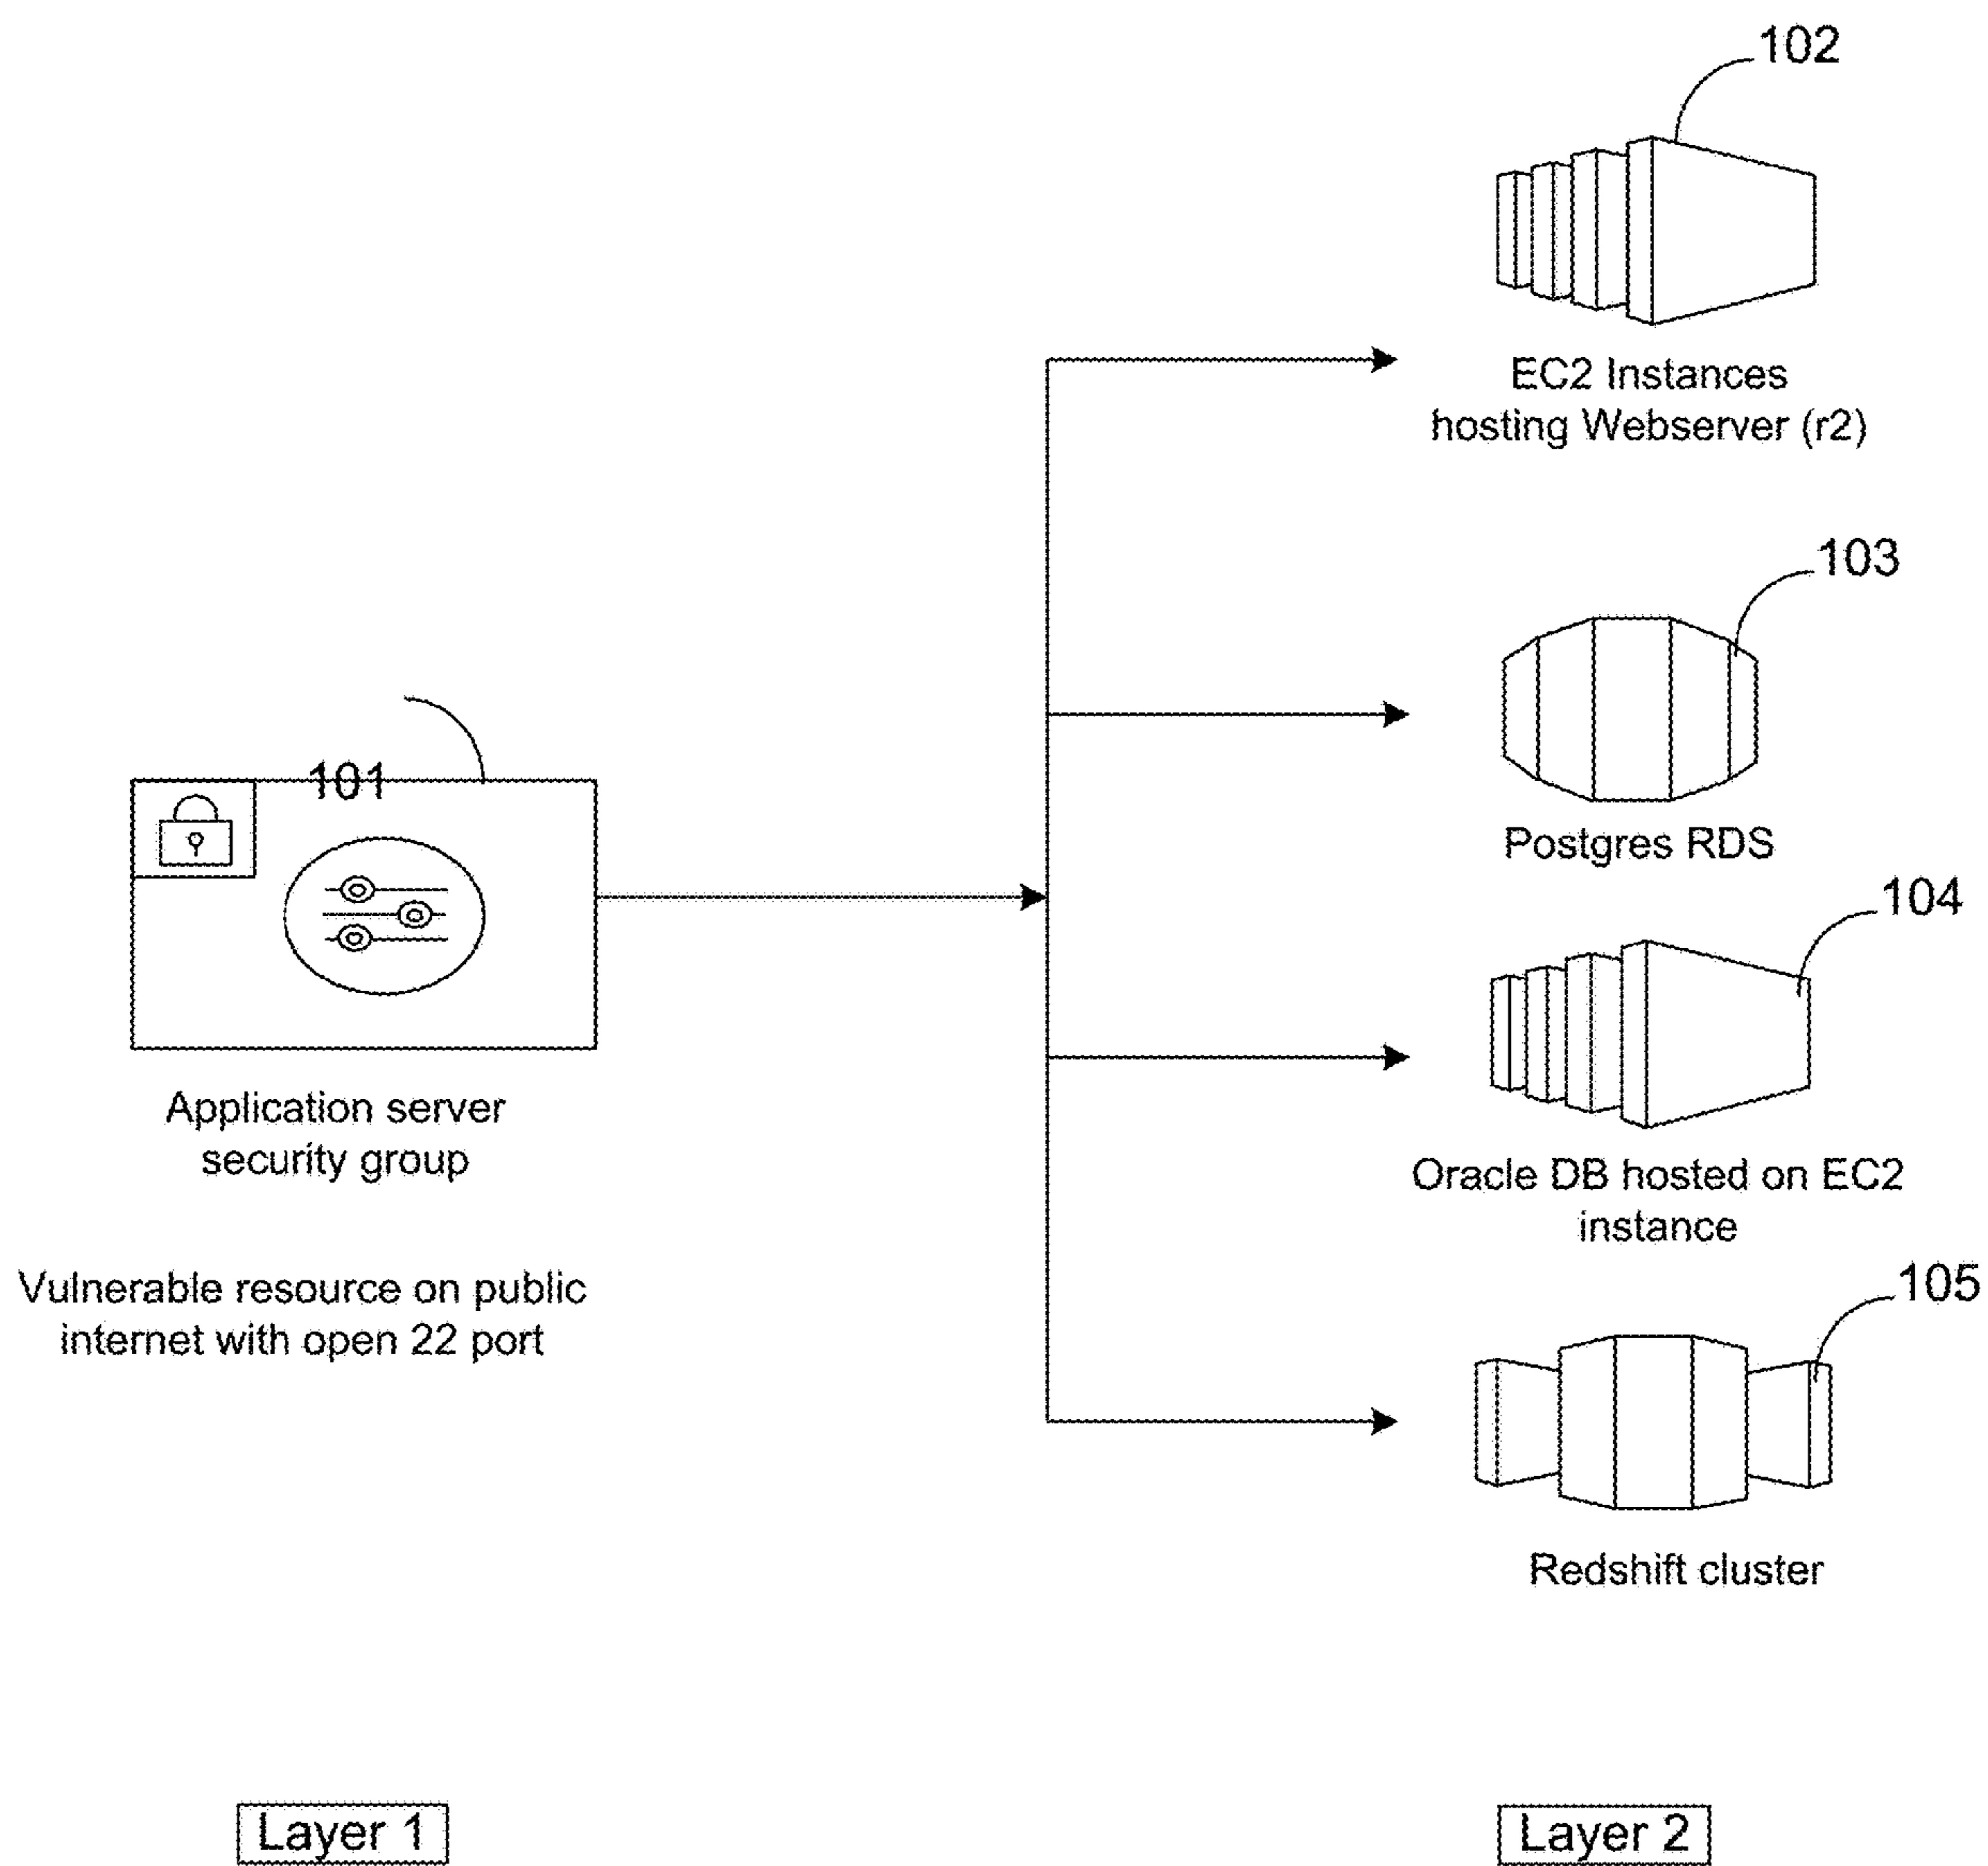 102
EC2 Instances
hosting Webserver (r2)
103
Postgres RDS
101
Application server
security group
Vulnerable resource on public
internet with open 22 port
104
Oracle DB hosted on EC2
instance
105
Redshift cluster
Layer 1
Layer 2